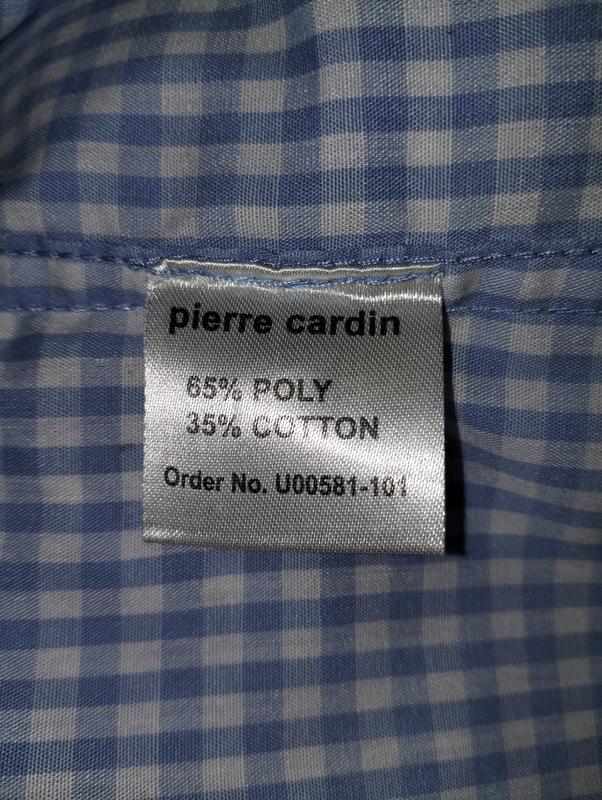 pierre cardin
65% POLY
35% COTTON
Order No. U00581-101